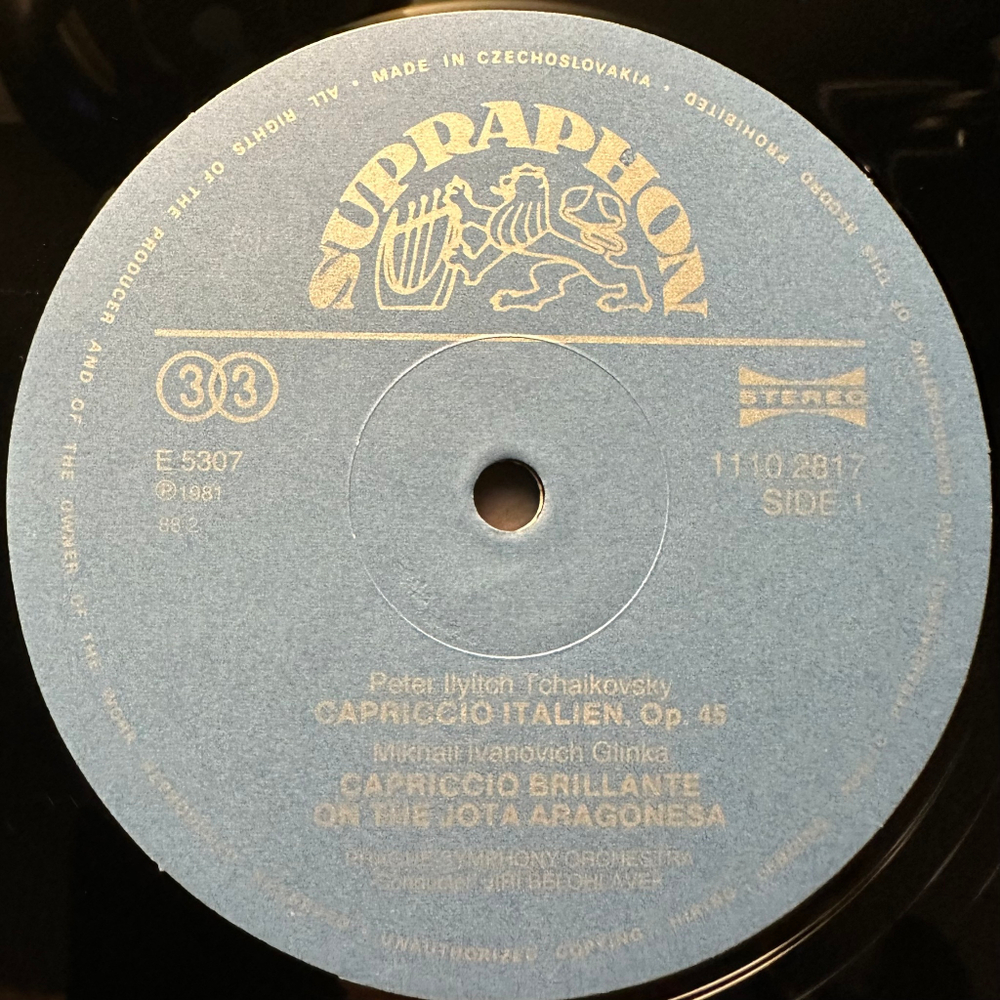 • MADE IN CZECHOSLOVAKIA •
ALL RIGHTS OF THE PRODUCER AND OF THE OWNER OF THE WORK
UNAUTHORIZED COPYING
OF THIS RECORD PROHIBITED
SUPRAPHON
33
STEREO
E 5307
1110 2817
℗1981
SIDE 1
88 2
Peter Ilyitch Tchaikovsky
CAPRICCIO ITALIEN, Op. 45
Mikhail Ivanovich Glinka
CAPRICCIO BRILLANTE
ON THE JOTA ARAGONESA
PRAGUE SYMPHONY ORCHESTRA
Conductor JIŘÍ BĚLOHLÁVEK